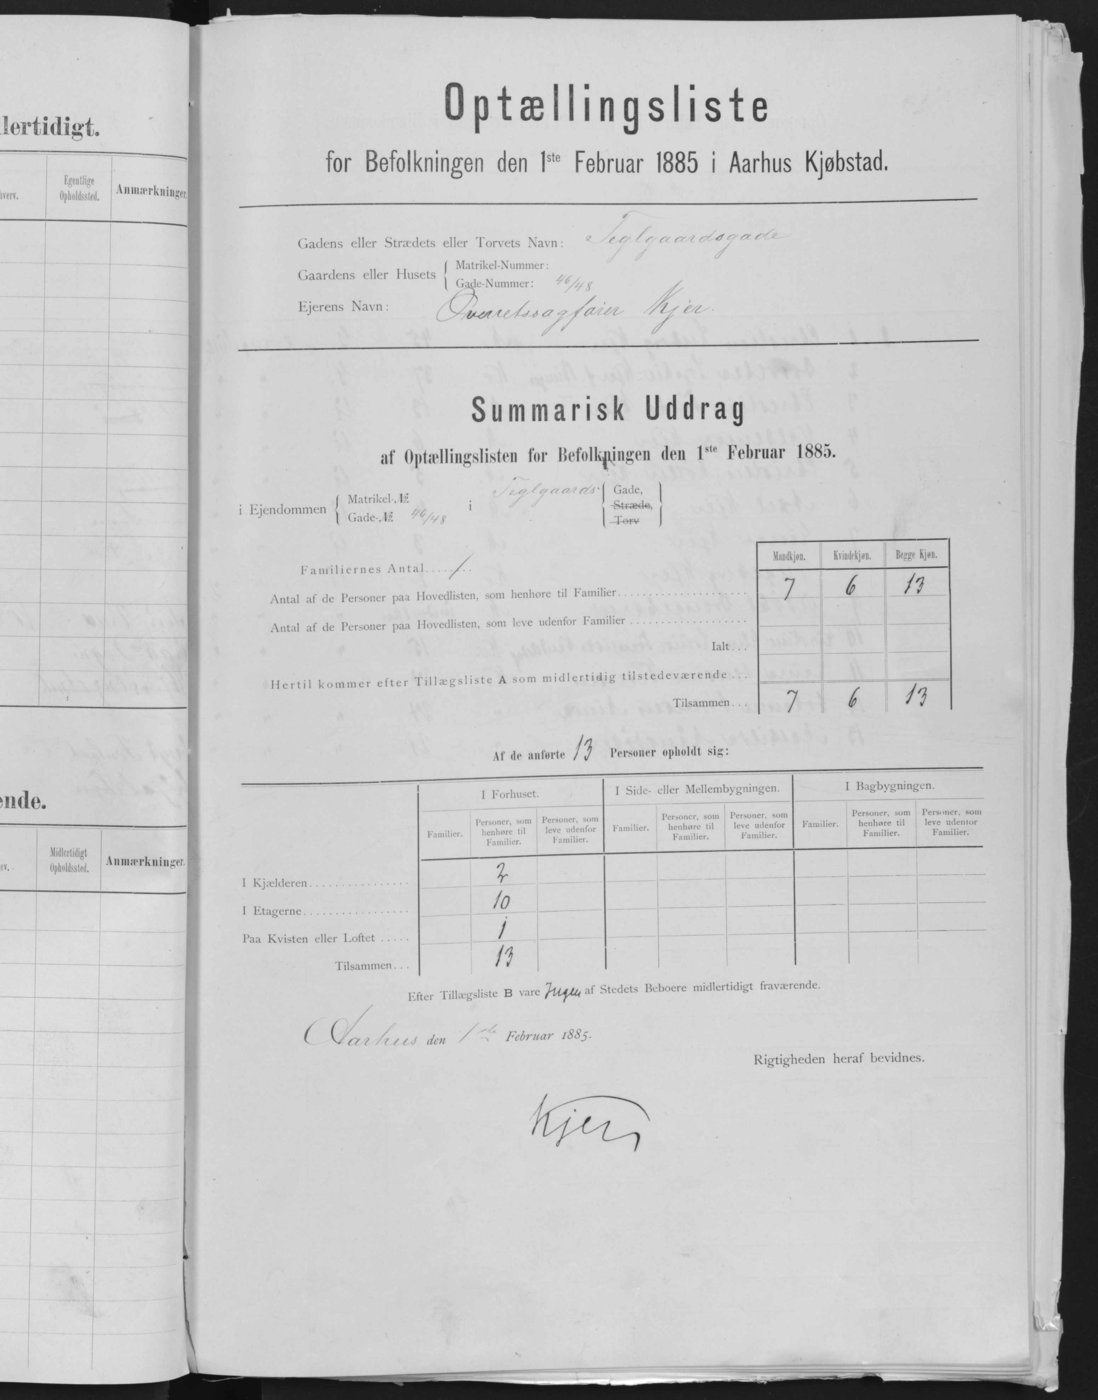 lertidigt.
hverv.
Egentlige
Opholdssted.
Anmærkninger.
ende.
Midlertidigt
Opholdssted.
Anmærkninger.
Optællingsliste
for Befolkningen den 1ste Februar 1885 i Aarhus Kjøbstad.
Gadens eller Strædets eller Torvets Navn: Teglgaardsgade
Gaardens eller Husets { Matrikel-Nummer:
Gade-Nummer: 46/48
Ejerens Navn: Overretssagfører Kjer.
Summarisk Uddrag
af Optællingslisten for Befolkningen den 1ste Februar 1885.
i Ejendommen { Matrikel-№
Gade-№ 46/48 } i Teglgaards { Gade,
Stræde,
Torv }
Mandkjøn. Kvindekjøn. Begge Kjøn.
Familiernes Antal.... 1 ..
Antal af de Personer paa Hovedlisten, som henhøre til Familier 7 6 13
Antal af de Personer paa Hovedlisten, som leve udenfor Familier
Ialt...
Hertil kommer efter Tillægsliste A som midlertidig tilstedeværende...
Tilsammen... 7 6 13
Af de anførte 13 Personer opholdt sig:
I Forhuset. I Side- eller Mellembygningen. I Bagbygningen.
Familier. Personer, som henhøre til Familier. Personer, som leve udenfor Familier. Familier. Personer, som henhøre til Familier. Personer, som leve udenfor Familier. Familier. Personer, som henhøre til Familier. Personer, som leve udenfor Familier.
I Kjælderen 2
I Etagerne 10
Paa Kvisten eller Loftet 1
Tilsammen... 13
Efter Tillægsliste B vare Ingen af Stedets Beboere midlertidigt fraværende.
Aarhus den 1ste Februar 1885.
Rigtigheden heraf bevidnes.
Kjer